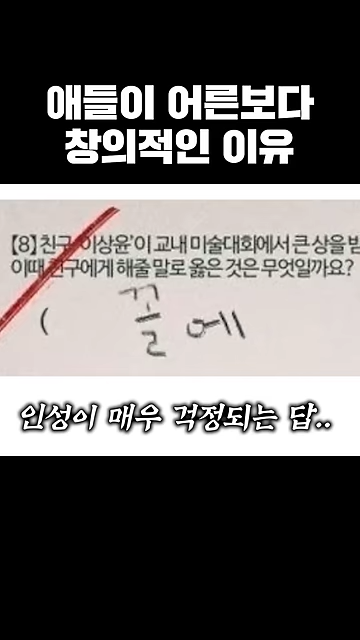 애들이 어른보다
창의적인 이유
【8】친구 '이상윤'이 교내 미술대회에서 큰 상을 받
이때 친구에게 해줄 말로 옳은 것은 무엇일까요?
( 꼴에
인성이 매우 걱정되는 답..